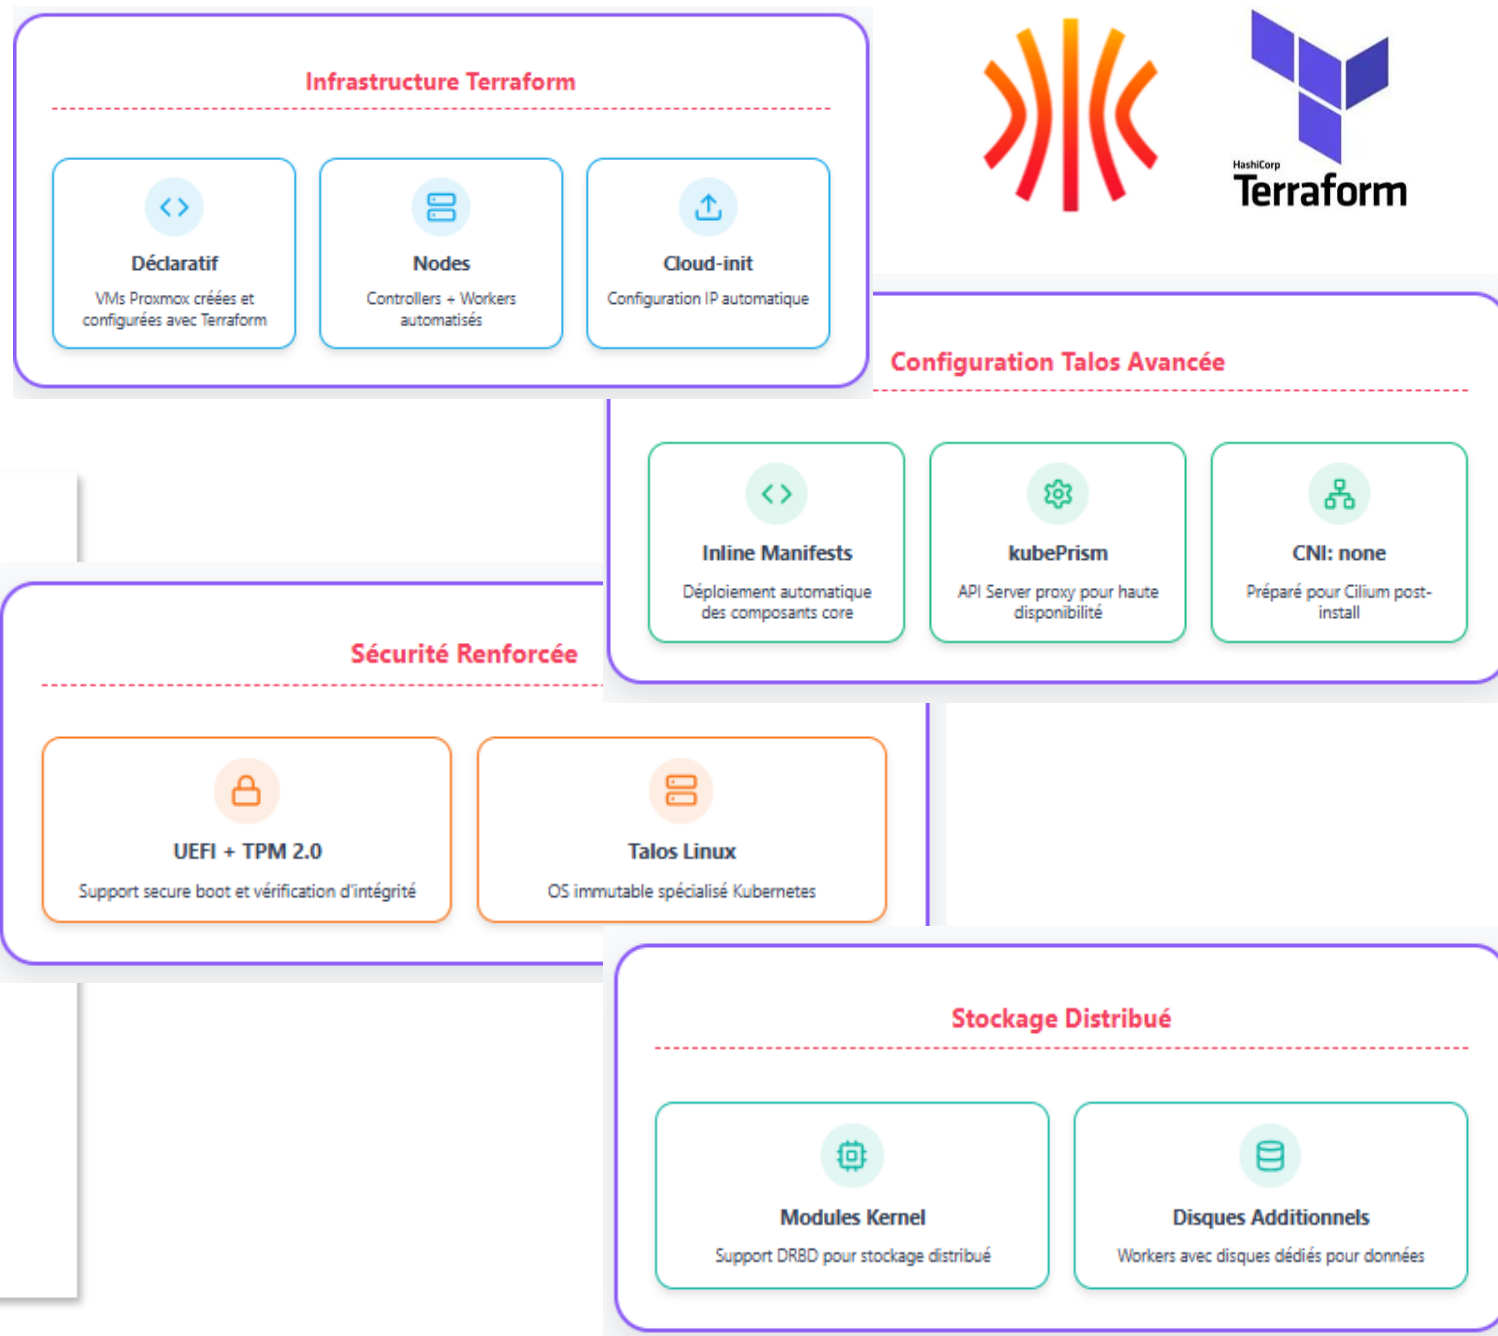 Infrastructure Terraform
Déclaratif
VMs Proxmox créées et
configurées avec Terraform
Nodes
Controllers + Workers
automatisés
Cloud-init
Configuration IP automatique
HashiCorp
Terraform
Configuration Talos Avancée
Inline Manifests
Déploiement automatique
des composants core
kubePrism
API Server proxy pour haute
disponibilité
CNI: none
Préparé pour Cilium post-
install
Sécurité Renforcée
UEFI + TPM 2.0
Support secure boot et vérification d'intégrité
Talos Linux
OS immutable spécialisé Kubernetes
Stockage Distribué
Modules Kernel
Support DRBD pour stockage distribué
Disques Additionnels
Workers avec disques dédiés pour données